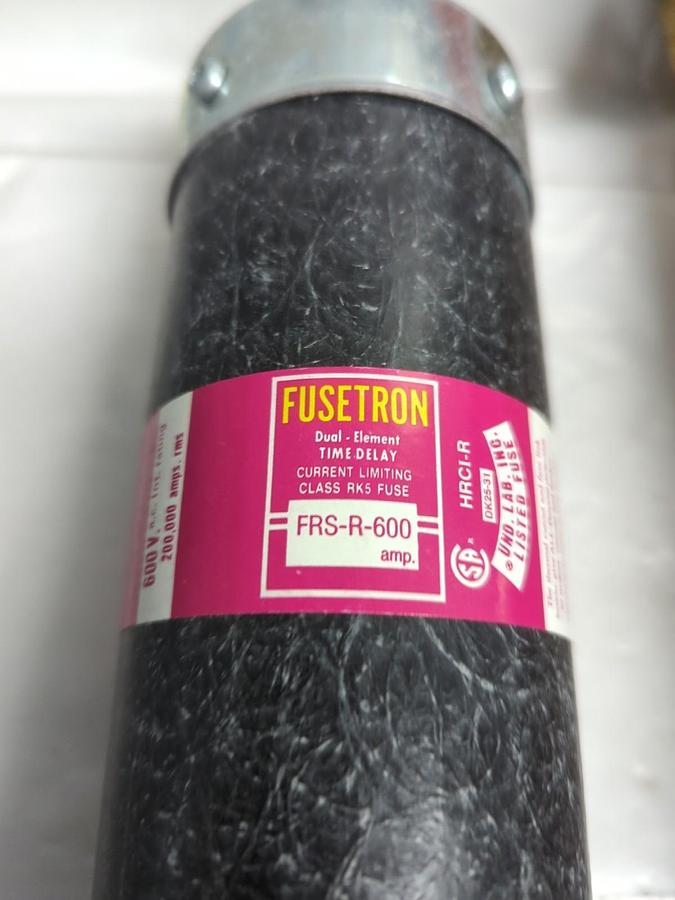 FUSETRON
Dual - Element
TIME DELAY
CURRENT LIMITING
CLASS RK5 FUSE
FRS-R-600
amp.
600 V. a.c. int. rating
200,000 amps. rms
HRCI-R
DK25-31
SA
® UND. LAB. INC.
LISTED FUSE